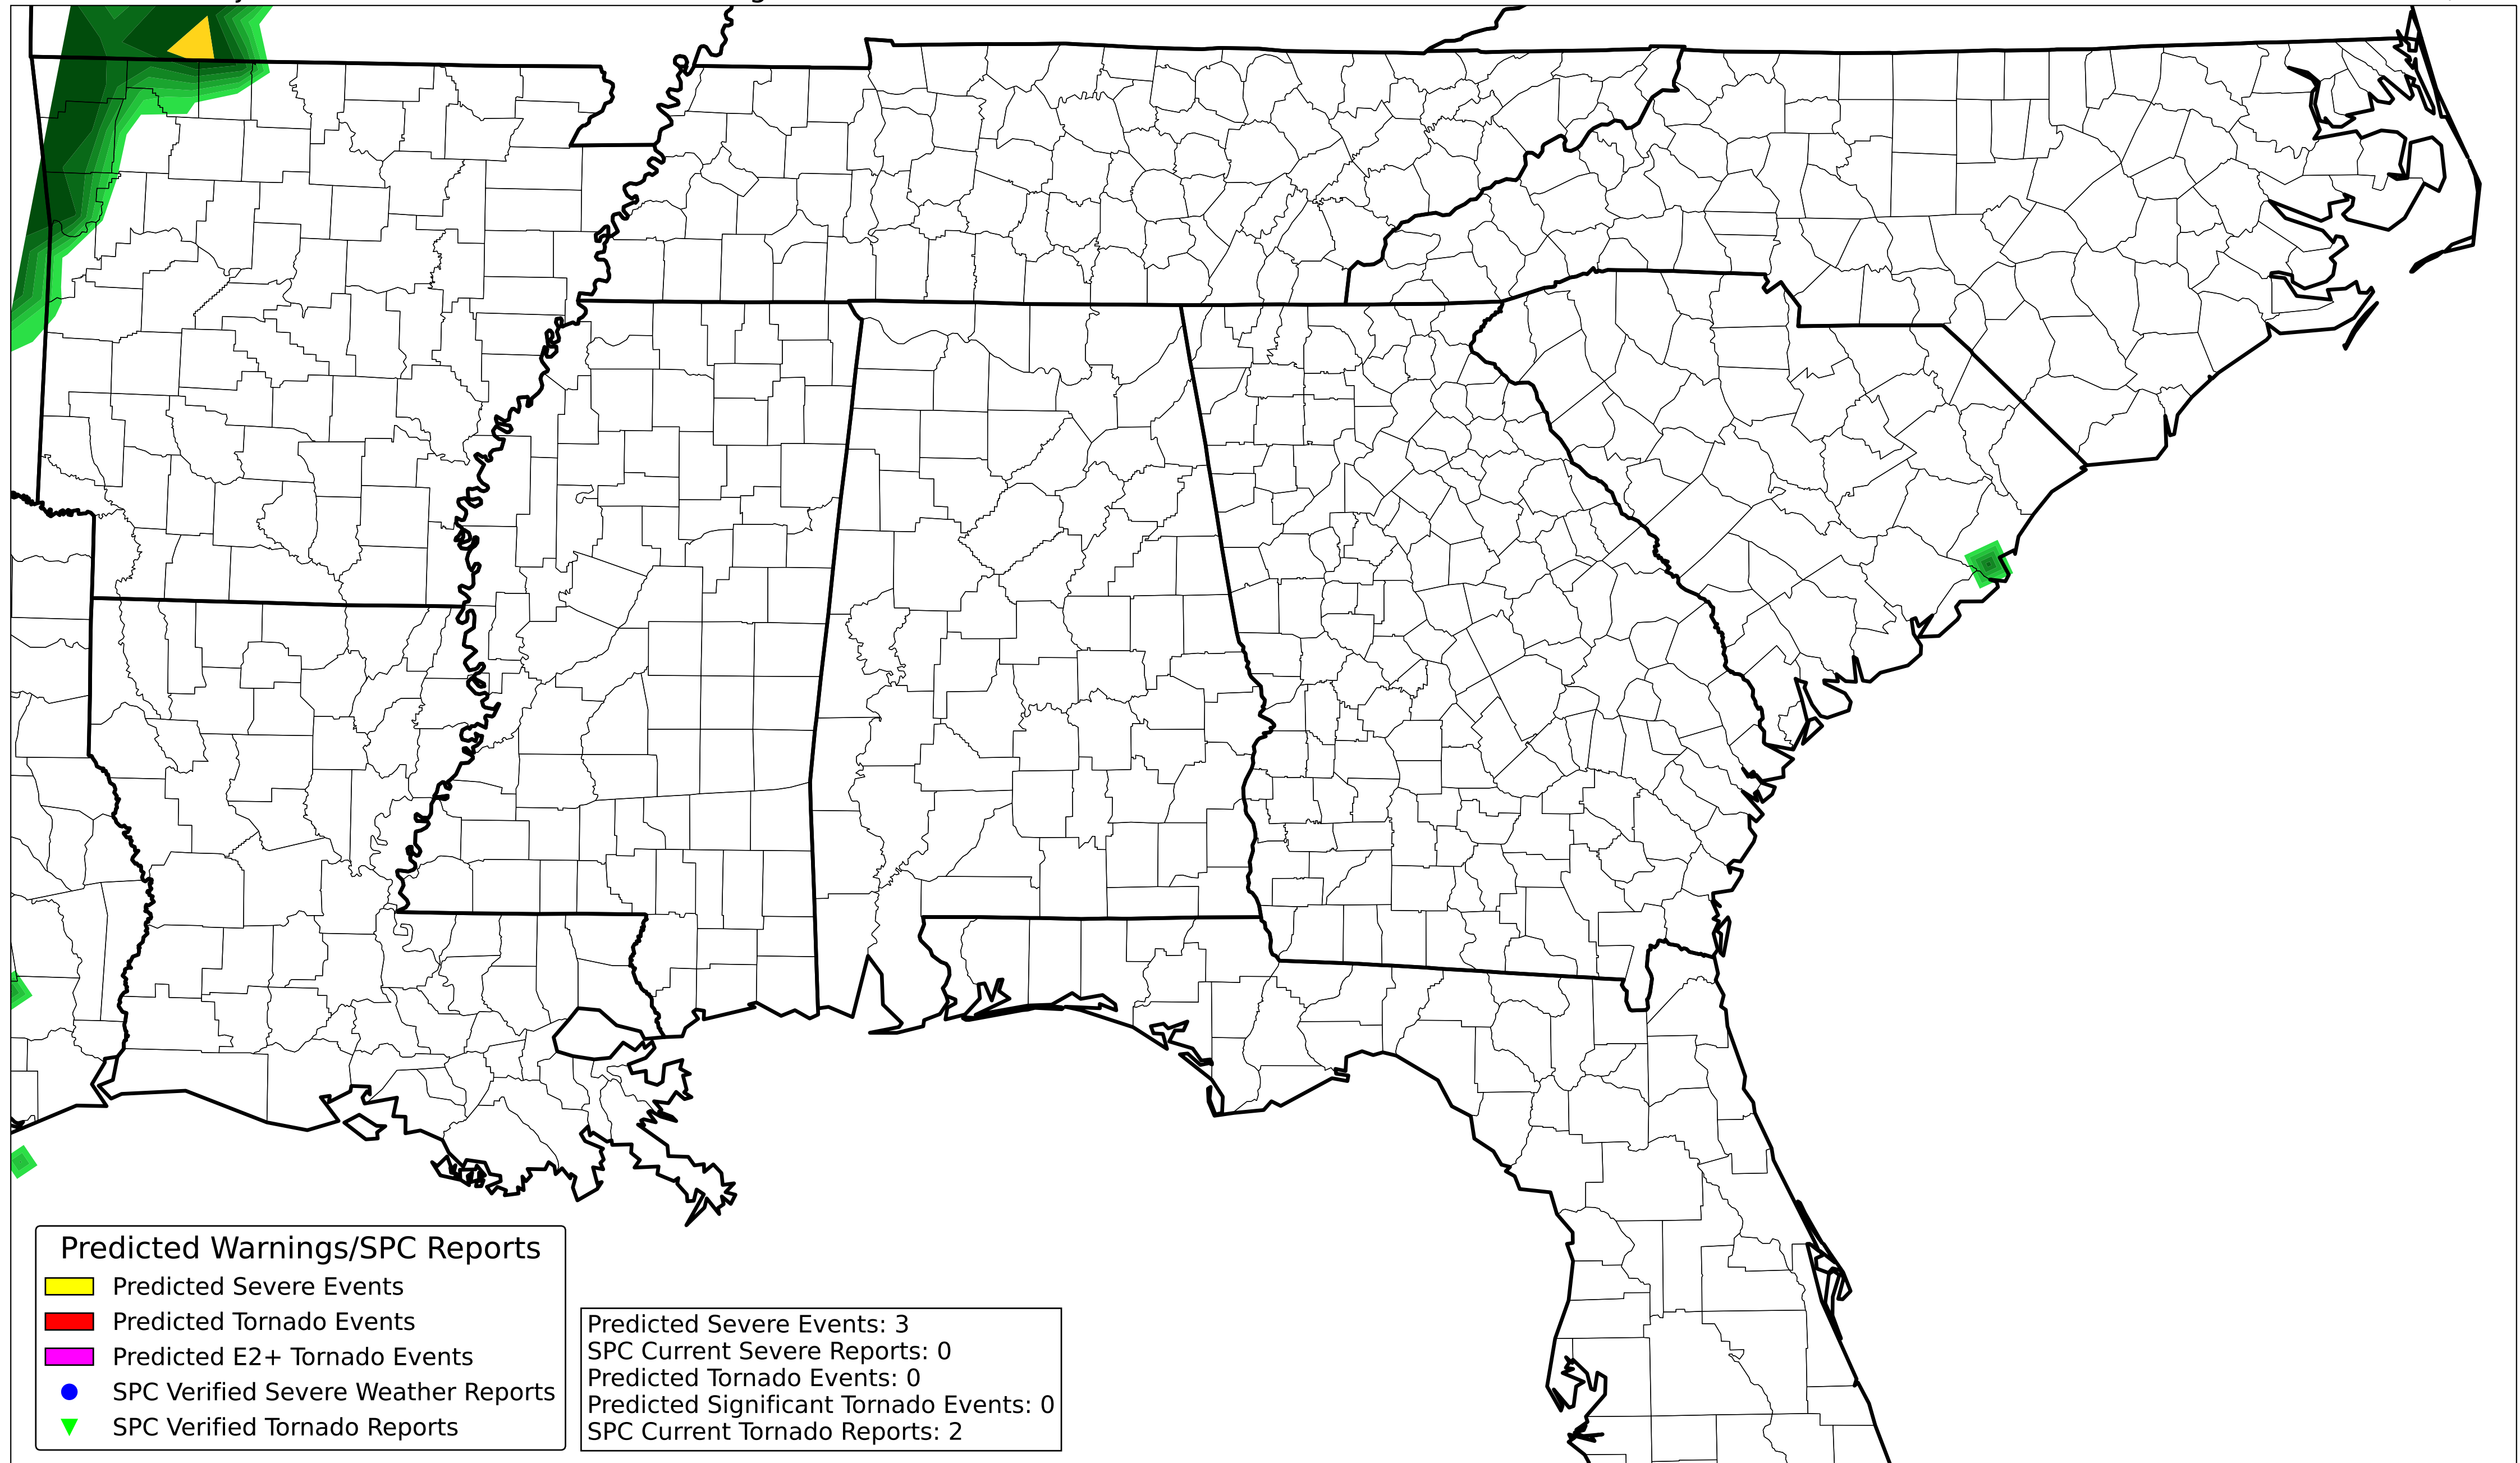 Predicted Warnings/SPC Reports
Predicted Severe Events
Predicted Tornado Events
Predicted E2+ Tornado Events
SPC Verified Severe Weather Reports
SPC Verified Tornado Reports
Predicted Severe Events: 3
SPC Current Severe Reports: 0
Predicted Tornado Events: 0
Predicted Significant Tornado Events: 0
SPC Current Tornado Reports: 2